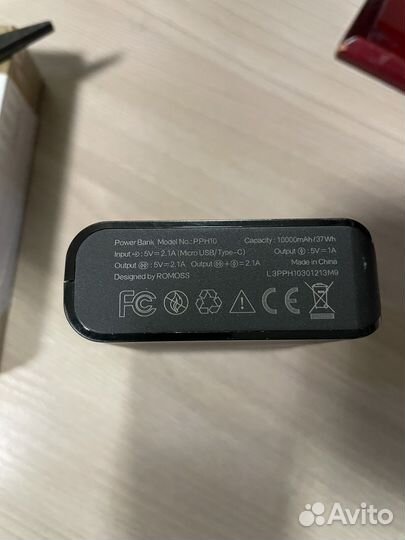 Power Bank Model No.: PPH10 Capacity : 10000mAh/37Wh
Input : 5V⎓2.1A (Micro USB/Type-C) Output : 5V⎓1A
Output : 5V⎓2.1A Output + : 5V⎓2.1A Made in China
Designed by ROMOSS L3PPH10301213M9
FC CE
Avito